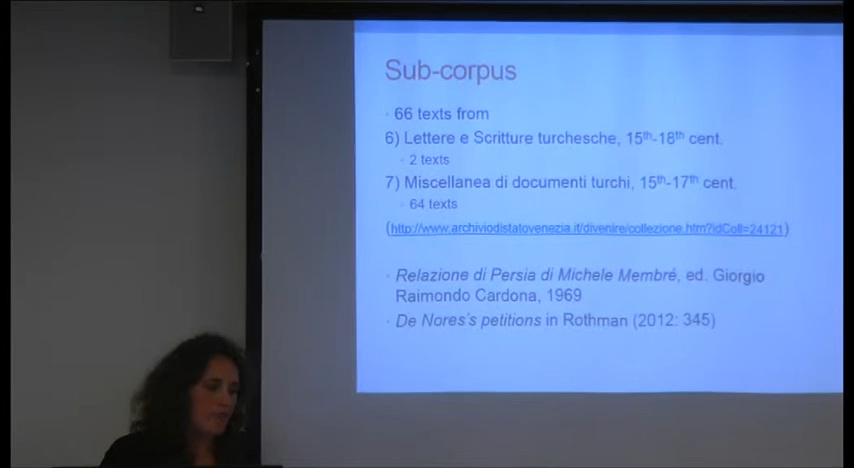 Sub-corpus
• 66 texts from
6) Lettere e Scritture turchesche, 15th-18th cent.
• 2 texts
7) Miscellanea di documenti turchi, 15th-17th cent.
• 64 texts
(http://www.archiviodistatovenezia.it/divenire/collezione.htm?idColl=24121)
• Relazione di Persia di Michele Membré, ed. Giorgio
Raimondo Cardona, 1969
• De Nores's petitions in Rothman (2012: 345)